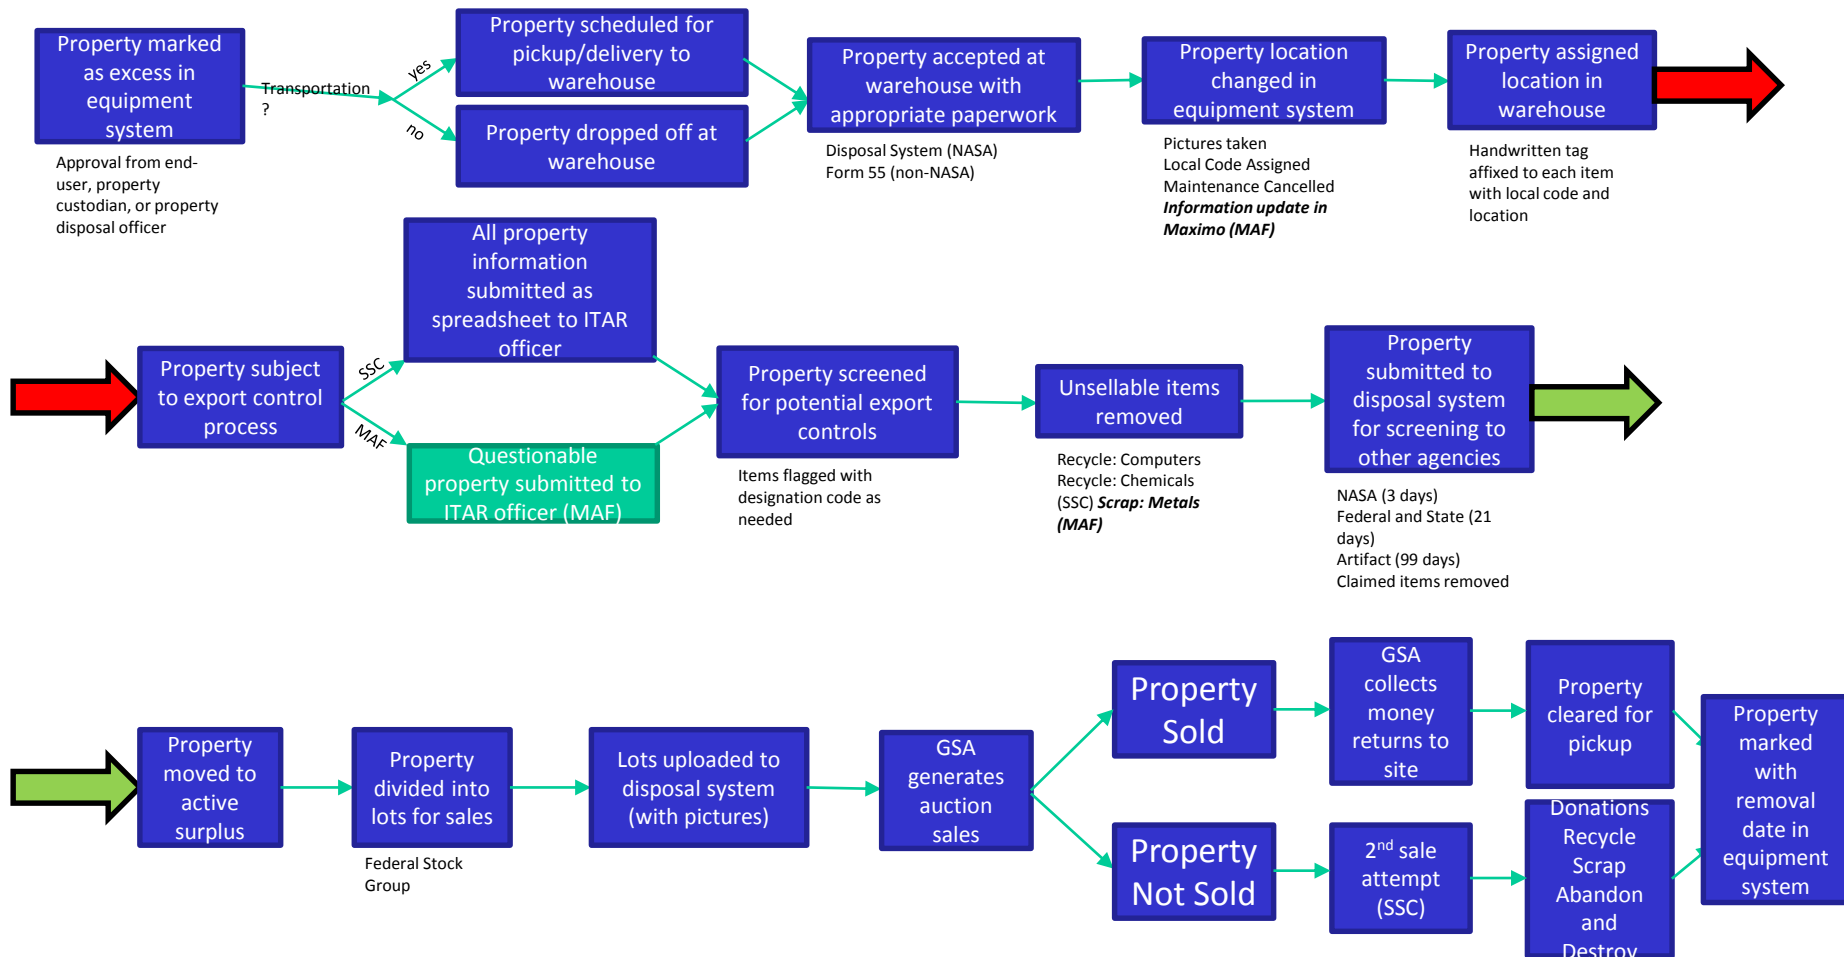 Property marked
as excess in
equipment
system
Approval from end-
user, property
custodian, or property
disposal officer
Transportation
?
yes
no
Property scheduled for
pickup/delivery to
warehouse
Property dropped off at
warehouse
Property accepted at
warehouse with
appropriate paperwork
Disposal System (NASA)
Form 55 (non-NASA)
Property location
changed in
equipment system
Pictures taken
Local Code Assigned
Maintenance Cancelled
Information update in
Maximo (MAF)
Property assigned
location in
warehouse
Handwritten tag
affixed to each item
with local code and
location
Property subject
to export control
process
SSC
MAF
All property
information
submitted as
spreadsheet to ITAR
officer
Questionable
property submitted to
ITAR officer (MAF)
Property screened
for potential export
controls
Items flagged with
designation code as
needed
Unsellable items
removed
Recycle: Computers
Recycle: Chemicals
(SSC) Scrap: Metals
(MAF)
Property
submitted to
disposal system
for screening to
other agencies
NASA (3 days)
Federal and State (21
days)
Artifact (99 days)
Claimed items removed
Property
moved to
active
surplus
Property
divided into
lots for sales
Federal Stock
Group
Lots uploaded to
disposal system
(with pictures)
GSA
generates
auction
sales
Property
Sold
GSA
collects
money
returns to
site
Property
cleared for
pickup
Property
Not Sold
2nd sale
attempt
(SSC)
Donations
Recycle
Scrap
Abandon
and
Destroy
Property
marked
with
removal
date in
equipment
system